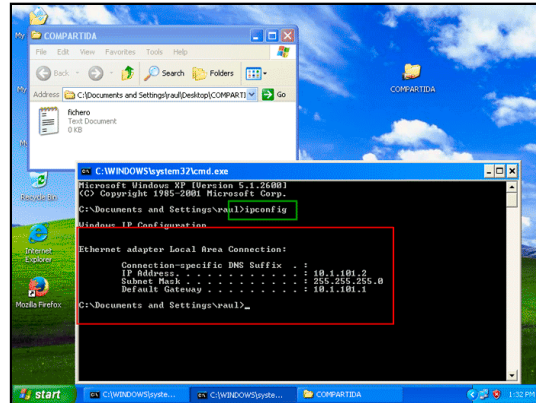 COMPARTIDA
File Edit View Favorites Tools Help
Back Search Folders
Address C:\Documents and Settings\raul\Desktop\COMPARTI Go
fichero
Text Document
0 KB
COMPARTIDA
My
My
Recycle Bin
Internet
Explorer
Mozilla Firefox
C:\WINDOWS\system32\cmd.exe
Microsoft Windows XP [Version 5.1.2600]
(C) Copyright 1985-2001 Microsoft Corp.
C:\Documents and Settings\raul>ipconfig
Windows IP Configuration
Ethernet adapter Local Area Connection:
Connection-specific DNS Suffix . :
IP Address. . . . . . . . . . . . : 10.1.101.2
Subnet Mask . . . . . . . . . . . : 255.255.255.0
Default Gateway . . . . . . . . . : 10.1.101.1
C:\Documents and Settings\raul>_
start C:\WINDOWS\syste... C:\WINDOWS\syste... COMPARTIDA 1:32 PM